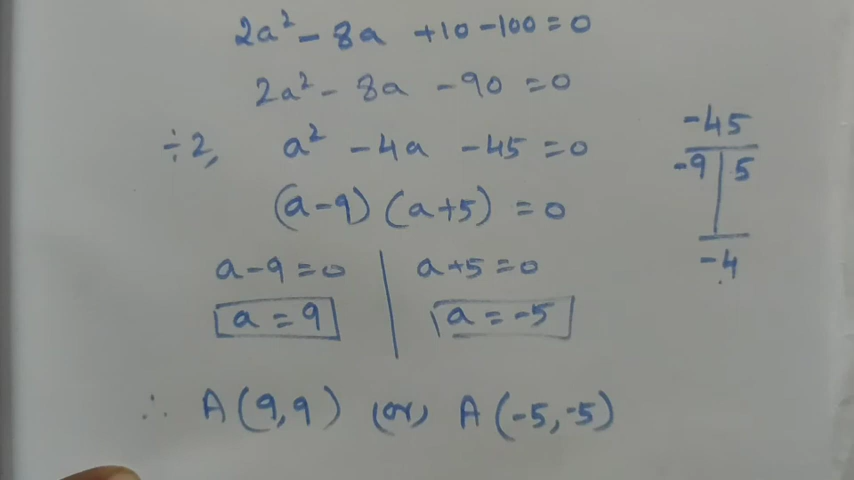 2a² - 8a + 10 - 100 = 0
2a² - 8a - 90 = 0
÷2, a² - 4a - 45 = 0
(a-9) (a+5) = 0
a-9=0 | a+5=0
a = 9 | a = -5
∴ A(9,9) (or) A(-5,-5)
-45
-9 | 5
-4